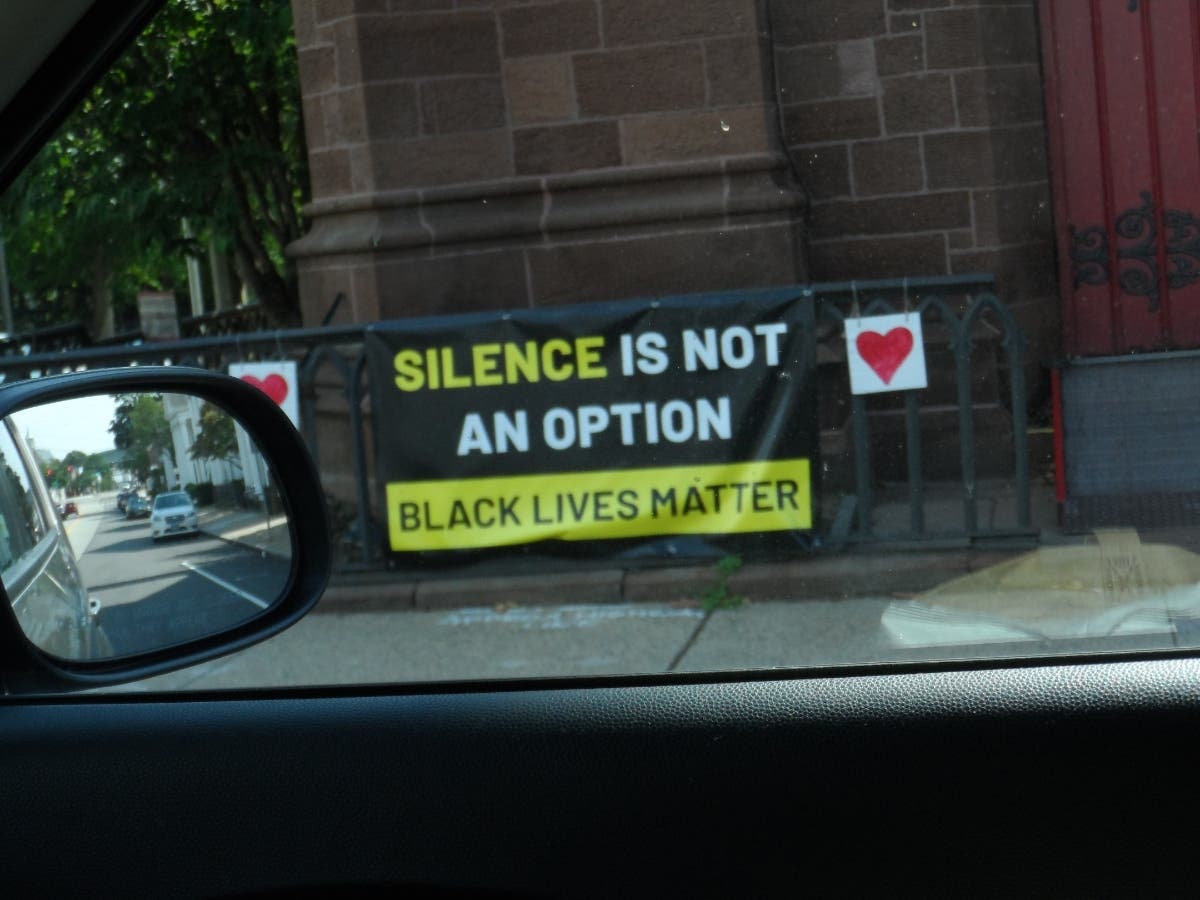 SILENCE IS NOT
AN OPTION
BLACK LIVES MATTER